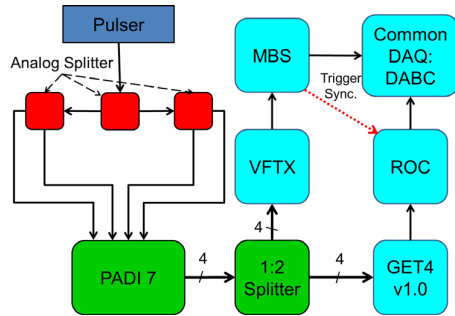 Pulser
Analog Splitter
MBS
Common
DAQ:
DABC
Trigger
Sync.
VFTX
ROC
4
PADI 7
4
1:2
Splitter
4
GET4
v1.0